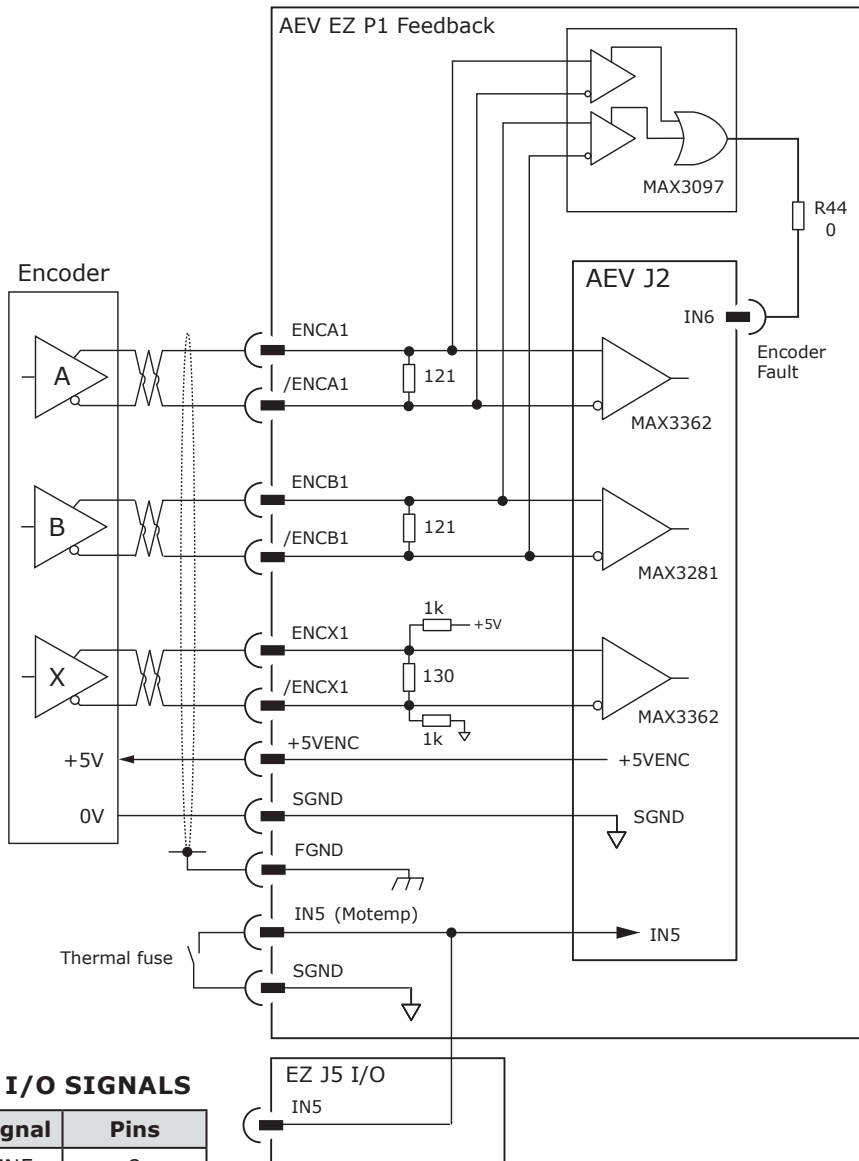 AEV EZ P1 Feedback
MAX3097
R44
0
Encoder
AEV J2
IN6
Encoder
Fault
A
ENCA1
/ENCA1
121
MAX3362
B
ENCB1
/ENCB1
121
MAX3281
X
ENCX1
/ENCX1
1k
+5V
130
1k
MAX3362
+5V
+5VENC
+5VENC
0V
SGND
SGND
FGND
IN5 (Motemp)
IN5
Thermal fuse
SGND
I/O SIGNALS
EZ J5 I/O
IN5
gnal Pins